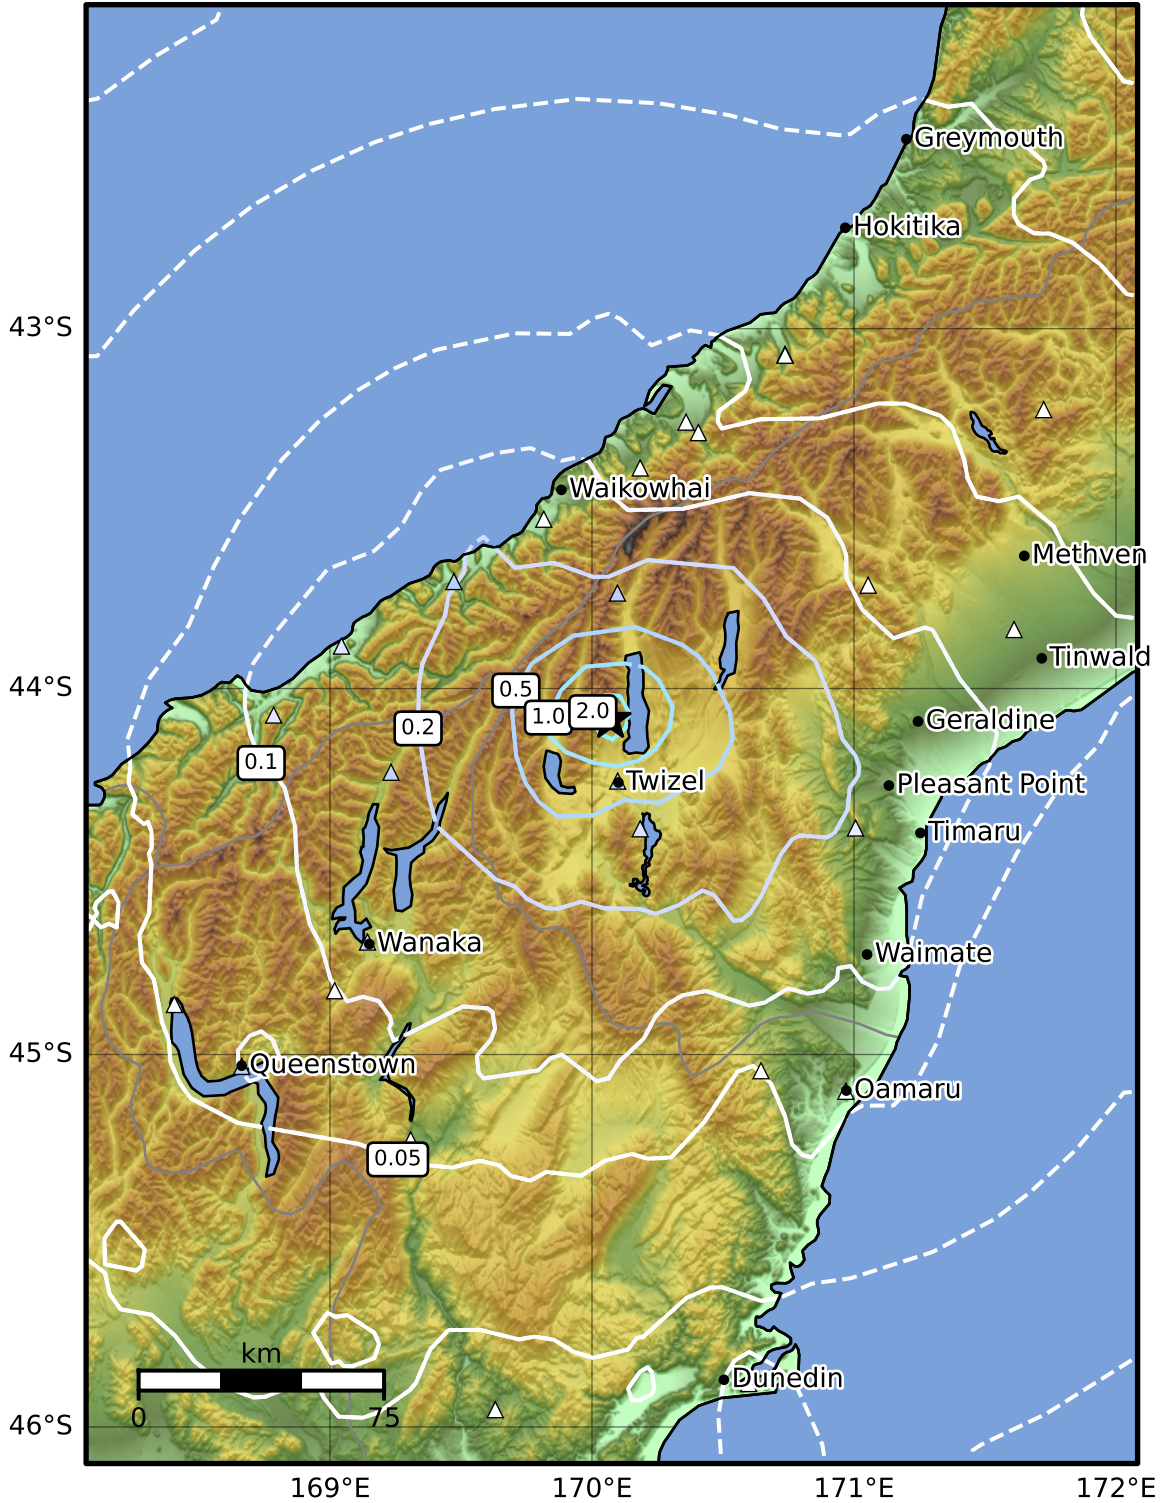 Greymouth
Hokitika
43°S
Waikowhai
Methven
Tinwald
44°S
0.5
1.0
2.0
0.2
Geraldine
0.1
Twizel
Pleasant Point
Timaru
Wanaka
Waimate
45°S
Queenstown
Oamaru
0.05
km
Dunedin
0
75
46°S
169°E
170°E
171°E
172°E